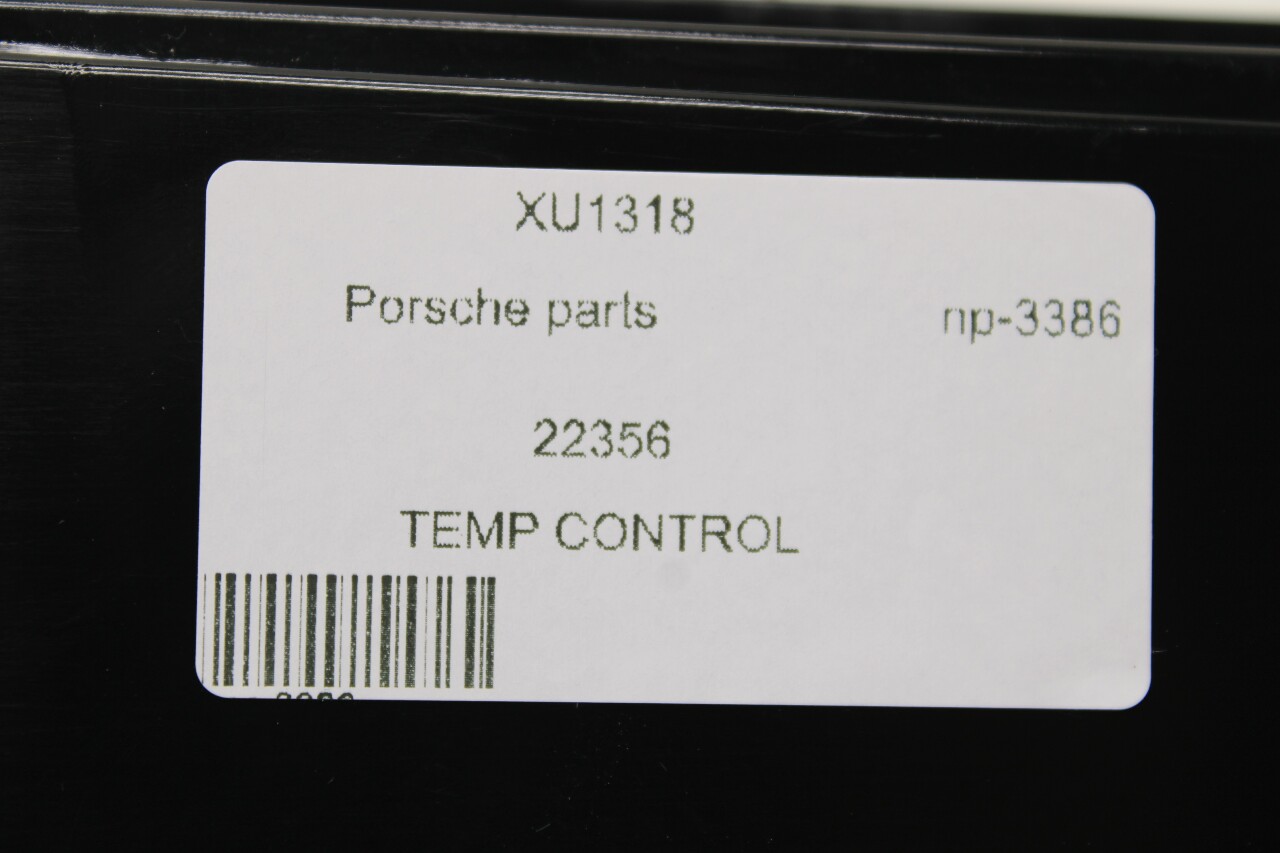 XU1318
Porsche parts np-3386
22356
TEMP CONTROL